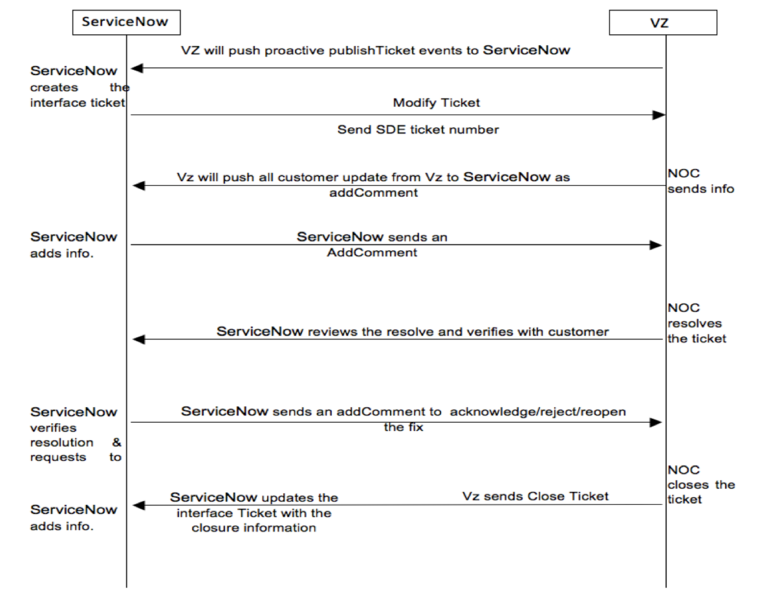 ServiceNow
VZ
VZ will push proactive publishTicket events to ServiceNow
ServiceNow
creates the
interface ticket
Modify Ticket
Send SDE ticket number
Vz will push all customer update from Vz to ServiceNow as
addComment
NOC
sends info
ServiceNow
adds info.
ServiceNow sends an
AddComment
NOC
resolves
the ticket
ServiceNow reviews the resolve and verifies with customer
ServiceNow
verifies
resolution &
requests to
ServiceNow sends an addComment to acknowledge/reject/reopen
the fix
NOC
closes the
ticket
Vz sends Close Ticket
ServiceNow updates the
interface Ticket with the
closure information
ServiceNow
adds info.